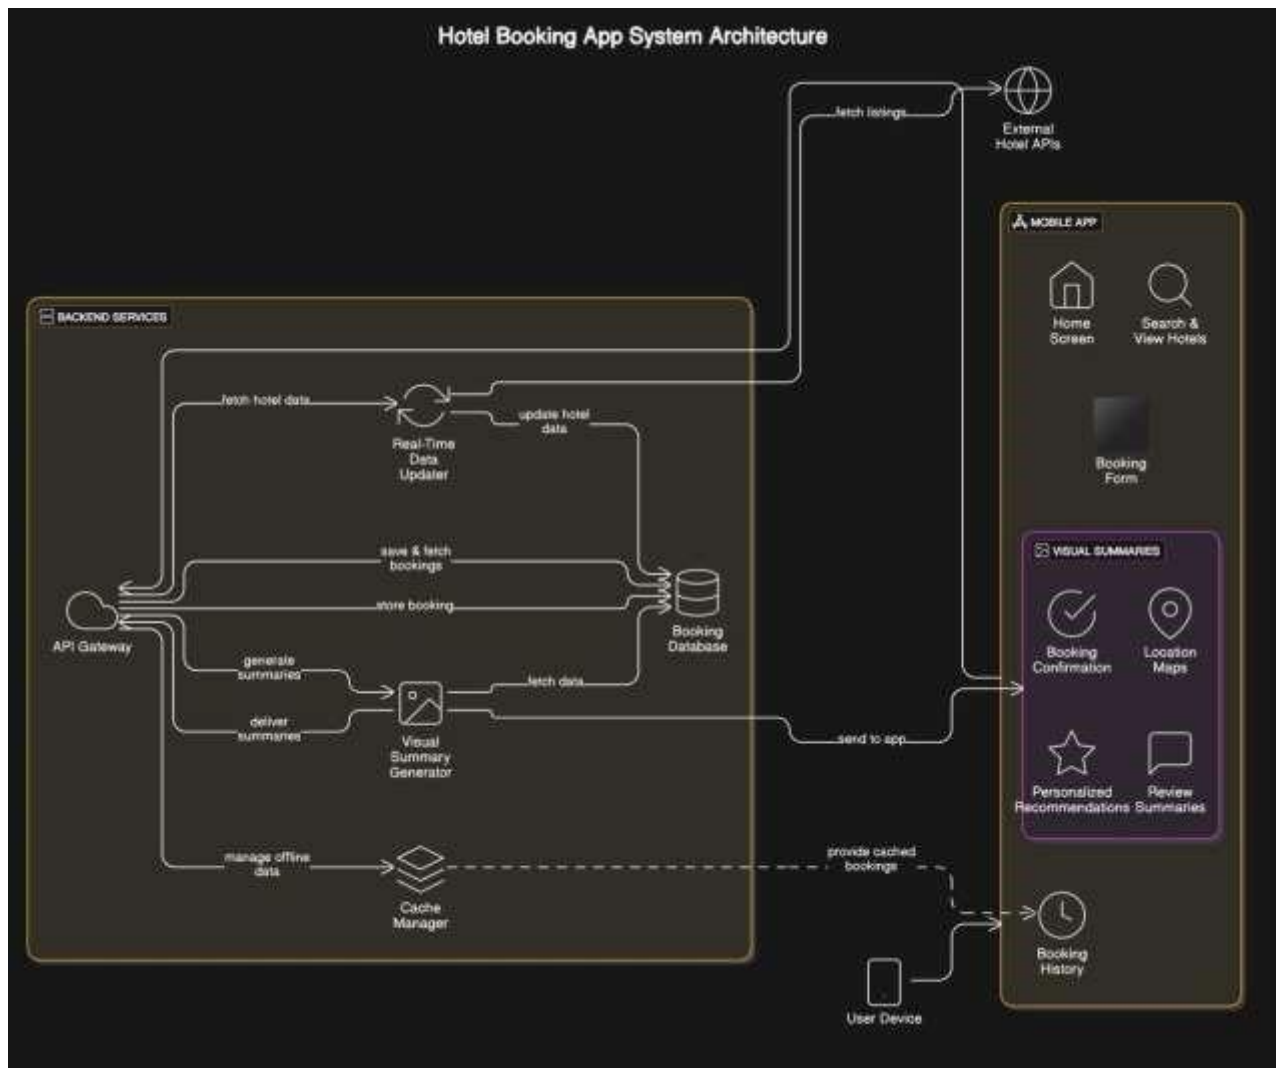 Hotel Booking App System Architecture
fetch listings
External
Hotel APIs
MOBILE APP
Home
Screen
Search &
View Hotels
BACKEND SERVICES
fetch hotel data
update hotel
data
Real-Time
Data
Updater
Booking
Form
save & fetch
bookings
VISUAL SUMMARIES
store booking
API Gateway
Booking
Database
Booking
Confirmation
Location
Maps
generate
summaries
fetch data
deliver
summaries
send to app
Visual
Summary
Generator
Personalized
Recommendations
Review
Summaries
manage offline
data
provide cached
bookings
Cache
Manager
Booking
History
User Device